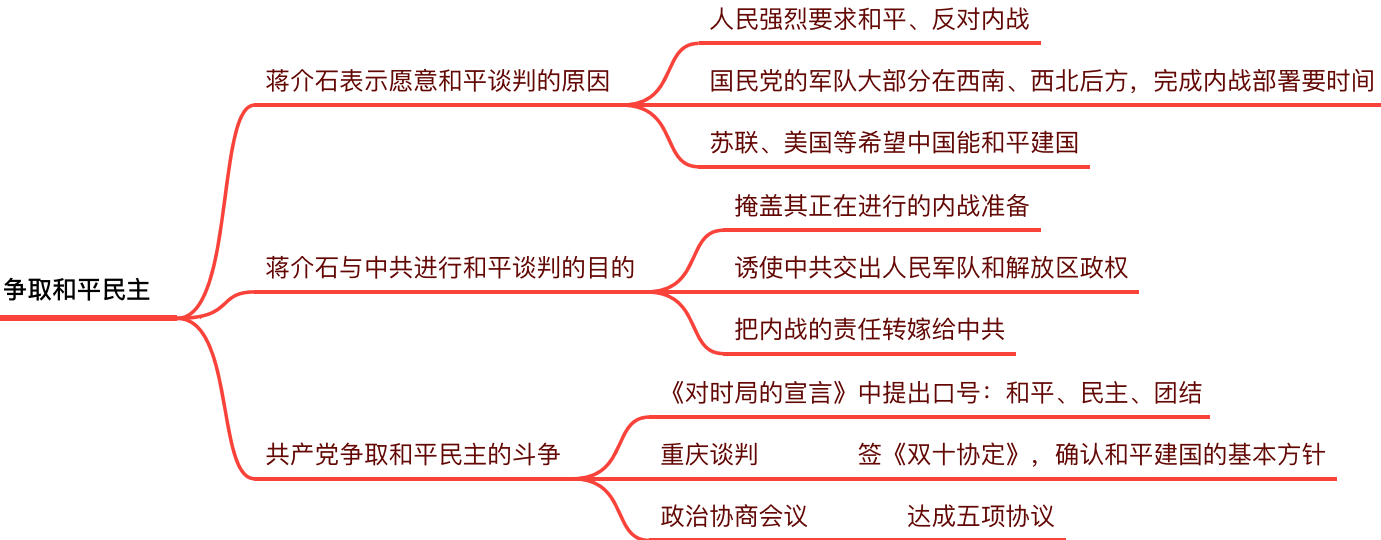 人民强烈要求和平、反对内战
蒋介石表示愿意和平谈判的原因
国民党的军队大部分在西南、西北后方，完成内战部署要时间
苏联、美国等希望中国能和平建国
掩盖其正在进行的内战准备
蒋介石与中共进行和平谈判的目的
诱使中共交出人民军队和解放区政权
争取和平民主
把内战的责任转嫁给中共
《对时局的宣言》中提出口号：和平、民主、团结
共产党争取和平民主的斗争
重庆谈判 签《双十协定》，确认和平建国的基本方针
政治协商会议 达成五项协议